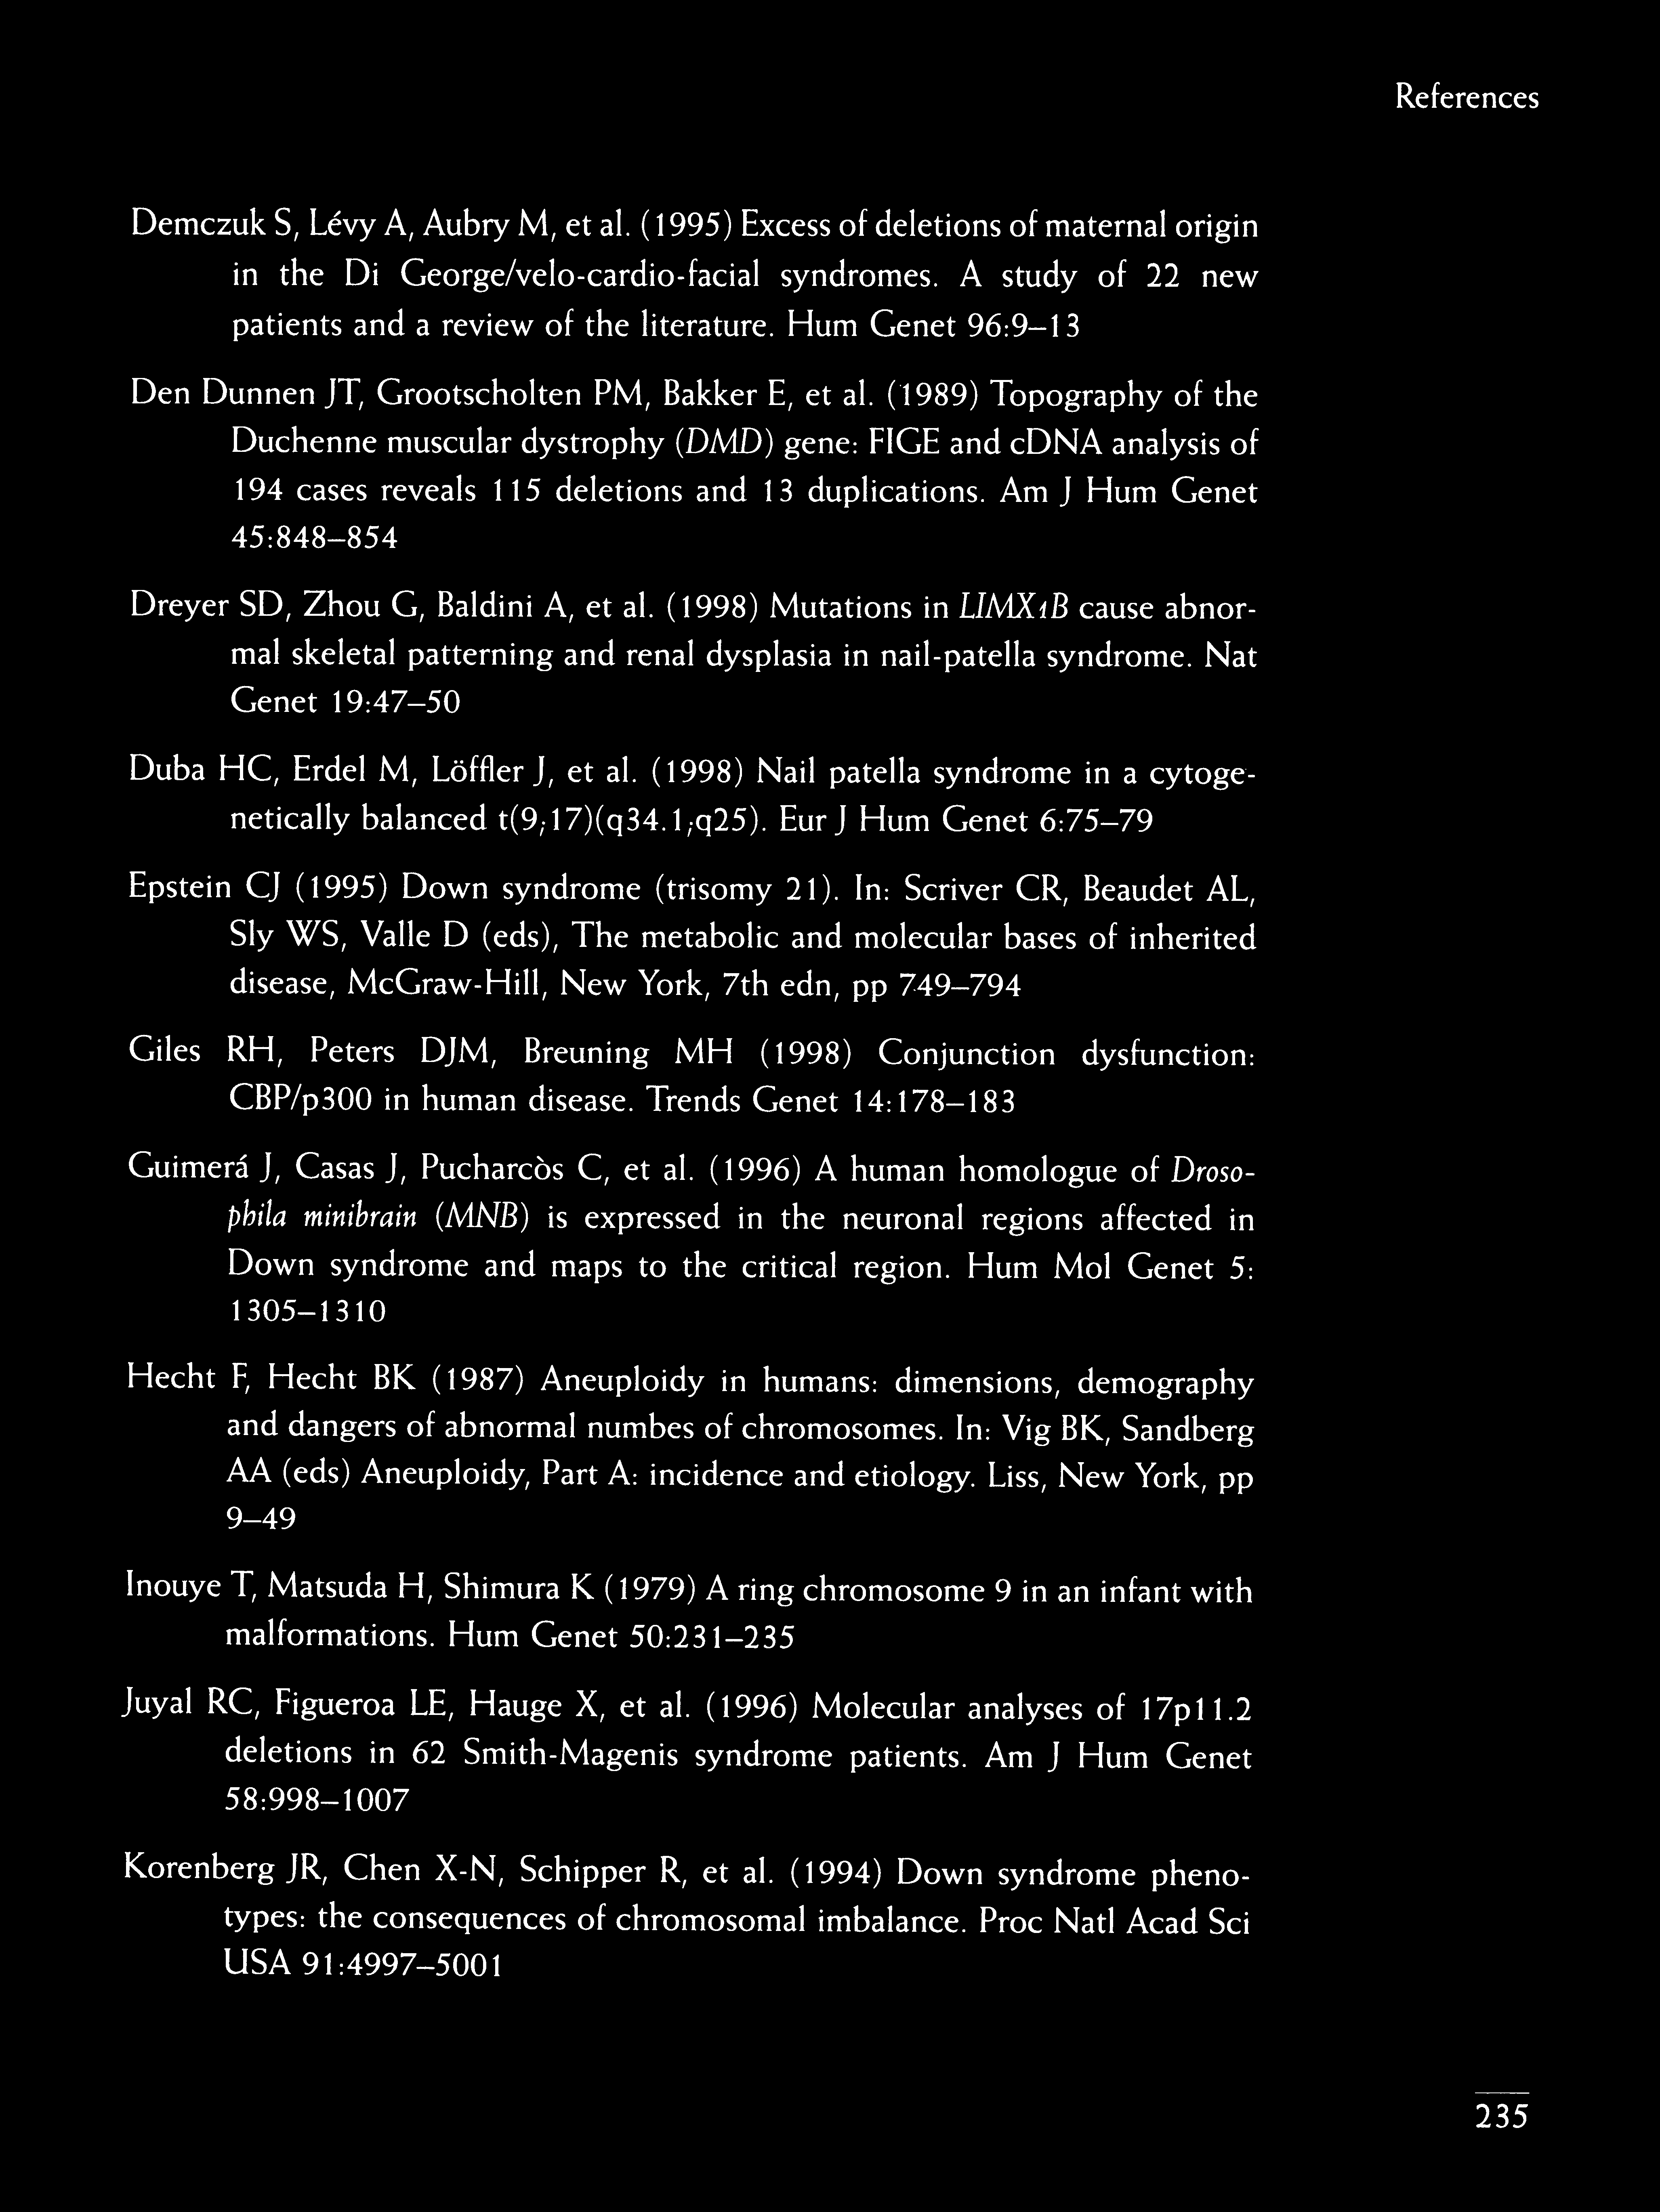 References
Demczuk S, Lévy A, Aubry M, et al. (1995) Excess of deletions of maternal origin
in the Di George/velo-cardio-facial syndromes. A study of 22 new
patients and a review of the literature. Hum Genet 96:9–13
Den Dunnen JT, Grootscholten PM, Bakker E, et al. (1989) Topography of the
Duchenne muscular dystrophy (DMD) gene: FIGE and cDNA analysis of
194 cases reveals 115 deletions and 13 duplications. Am J Hum Genet
45:848–854
Dreyer SD, Zhou G, Baldini A, et al. (1998) Mutations in LIMX1B cause abnor-
mal skeletal patterning and renal dysplasia in nail-patella syndrome. Nat
Genet 19:47–50
Duba HC, Erdel M, Löffler J, et al. (1998) Nail patella syndrome in a cytoge-
netically balanced t(9;17)(q34.1;q25). Eur J Hum Genet 6:75–79
Epstein CJ (1995) Down syndrome (trisomy 21). In: Scriver CR, Beaudet AL,
Sly WS, Valle D (eds), The metabolic and molecular bases of inherited
disease, McGraw-Hill, New York, 7th edn, pp 749–794
Giles RH, Peters DJM, Breuning MH (1998) Conjunction dysfunction:
CBP/p300 in human disease. Trends Genet 14:178–183
Guimerá J, Casas J, Pucharcòs C, et al. (1996) A human homologue of Droso-
phila minibrain (MNB) is expressed in the neuronal regions affected in
Down syndrome and maps to the critical region. Hum Mol Genet 5:
1305–1310
Hecht F, Hecht BK (1987) Aneuploidy in humans: dimensions, demography
and dangers of abnormal numbes of chromosomes. In: Vig BK, Sandberg
AA (eds) Aneuploidy, Part A: incidence and etiology. Liss, New York, pp
9–49
Inouye T, Matsuda H, Shimura K (1979) A ring chromosome 9 in an infant with
malformations. Hum Genet 50:231–235
Juyal RC, Figueroa LE, Hauge X, et al. (1996) Molecular analyses of 17p11.2
deletions in 62 Smith-Magenis syndrome patients. Am J Hum Genet
58:998–1007
Korenberg JR, Chen X-N, Schipper R, et al. (1994) Down syndrome pheno-
types: the consequences of chromosomal imbalance. Proc Natl Acad Sci
USA 91:4997–5001
235